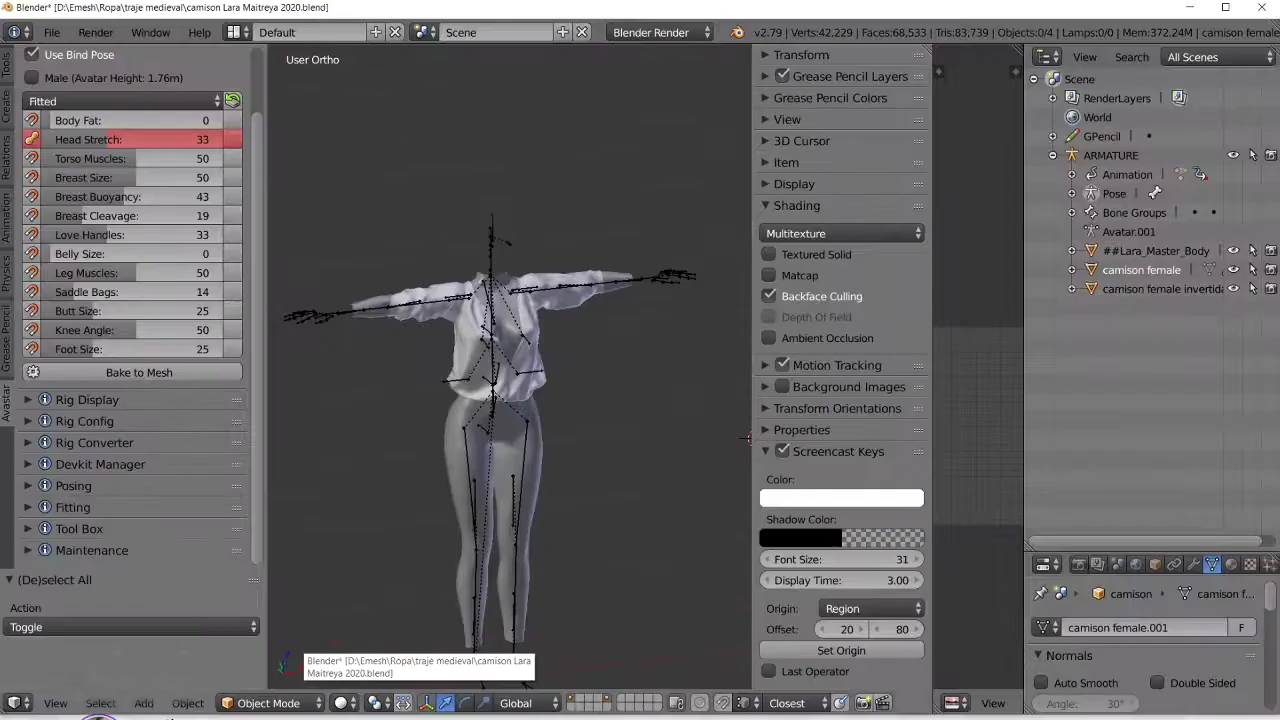 Blender* [D:\Emesh\Ropa\traje medieval\camison Lara Maitreya 2020.blend]
File Render Window Help Default Scene Blender Render v2.79 | Verts:42,229 | Faces:68,533 | Tris:83,739 | Objects:0/4 | Lamps:0/0 | Mem:372.24M | camison female
Tools
Create
Relations
Animation
Physics
Grease Pencil
Avastar
Use Bind Pose
Male (Avatar Height: 1.76m)
Fitted
Body Fat: 0
Head Stretch: 33
Torso Muscles: 50
Breast Size: 50
Breast Buoyancy: 43
Breast Cleavage: 19
Love Handles: 33
Belly Size: 0
Leg Muscles: 50
Saddle Bags: 14
Butt Size: 25
Knee Angle: 50
Foot Size: 25
Bake to Mesh
Rig Display
Rig Config
Rig Converter
Devkit Manager
Posing
Fitting
Tool Box
Maintenance
(De)select All
Action
Toggle
User Ortho
Blender* [D:\Emesh\Ropa\traje medieval\camison Lara
Maitreya 2020.blend]
View Select Add Object Object Mode Global Closest
Transform
Grease Pencil Layers
Grease Pencil Colors
View
3D Cursor
Item
Display
Shading
Multitexture
Textured Solid
Matcap
Backface Culling
Depth Of Field
Ambient Occlusion
Motion Tracking
Background Images
Transform Orientations
Properties
Screencast Keys
Color:
Shadow Color:
Font Size: 31
Display Time: 3.00
Origin: Region
Offset: 20 80
Set Origin
Last Operator
View
View Search All Scenes
Scene
RenderLayers
World
GPencil
ARMATURE
Animation
Pose
Bone Groups
Avatar.001
##Lara_Master_Body
camison female
camison female invertida
camison camison f...
camison female.001 F
Normals
Auto Smooth Double Sided
Angle: 30°